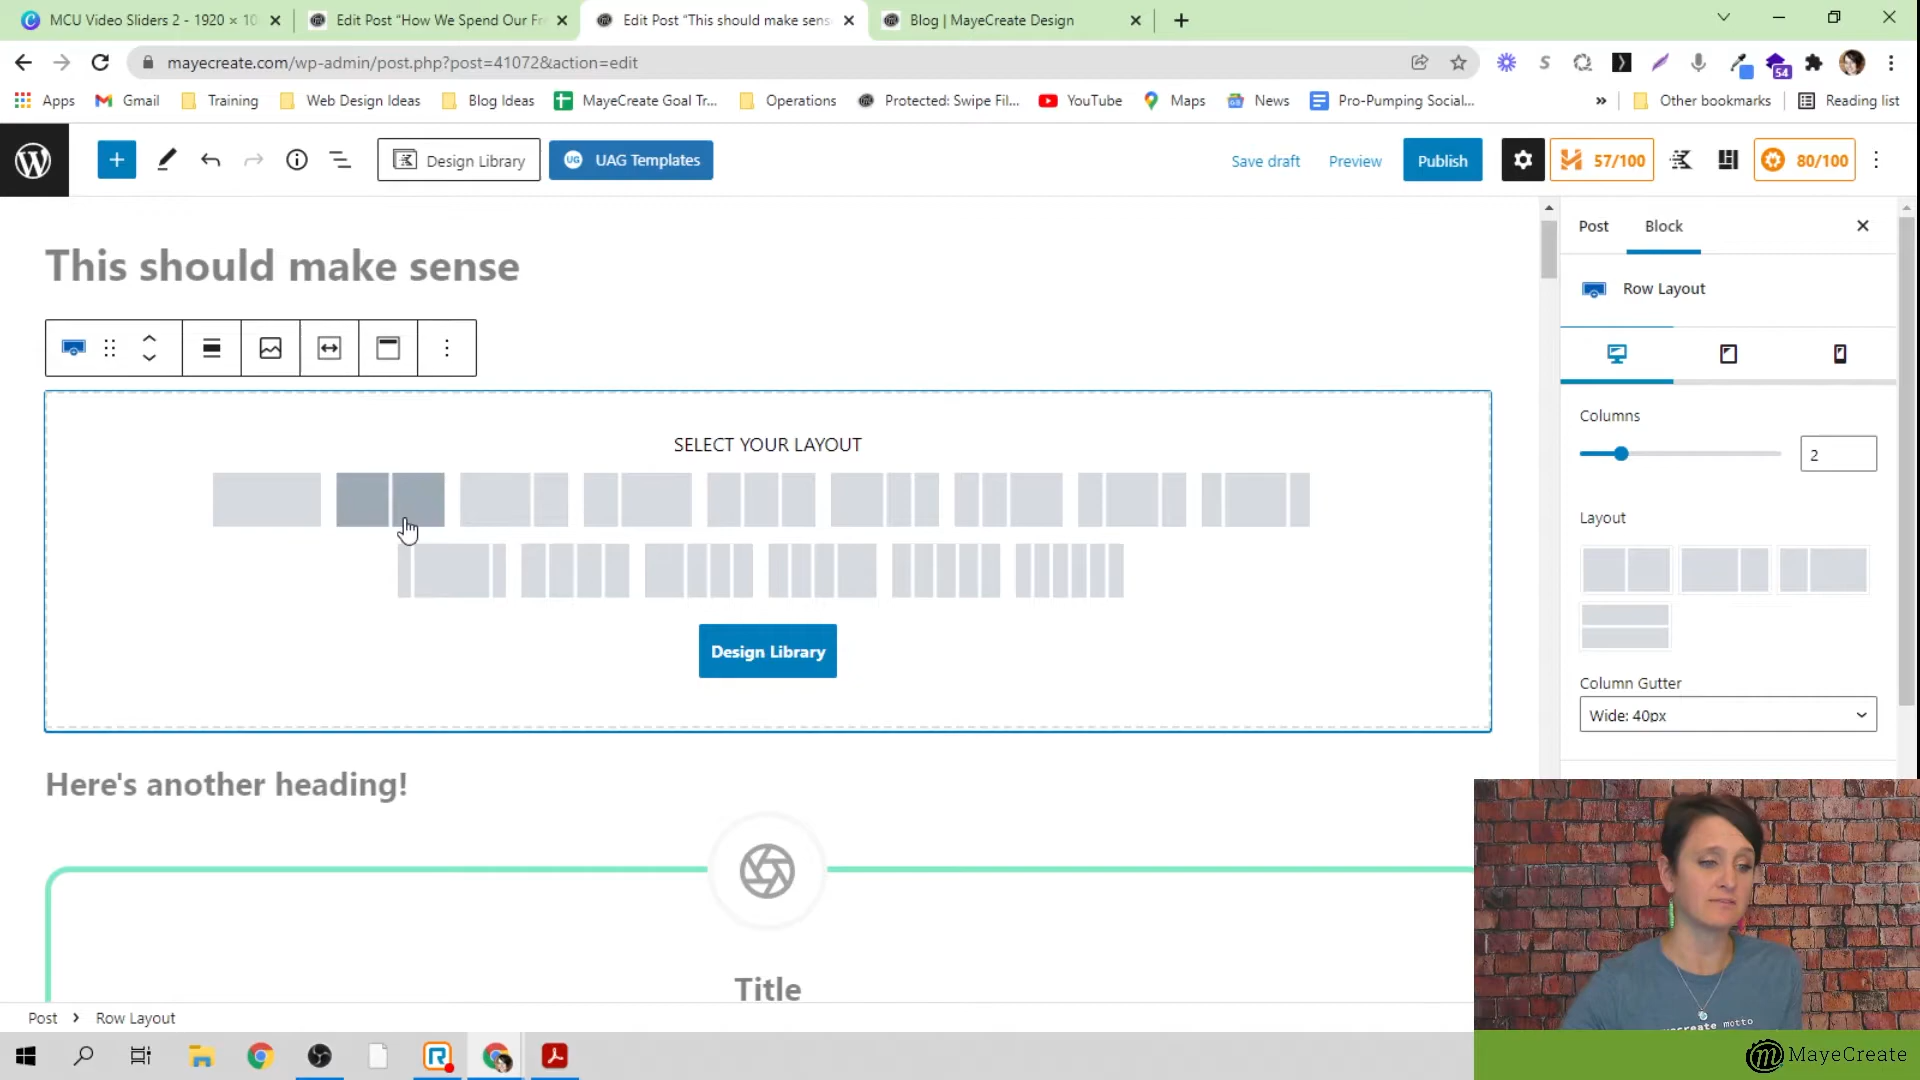 MCU Video Sliders 2 - 1920 × 10
Edit Post "How We Spend Our Fr
Edit Post "This should make sens
Blog | MayeCreate Design
mayecreate.com/wp-admin/post.php?post=41072&action=edit
54
Apps
Gmail
Training
Web Design Ideas
Blog Ideas
MayeCreate Goal Tr...
Operations
Protected: Swipe Fil...
YouTube
Maps
News
Pro-Pumping Social...
»
Other bookmarks
Reading list
Design Library
UG
UAG Templates
Save draft
Preview
Publish
57/100
80/100
This should make sense
Post
Block
Row Layout
SELECT YOUR LAYOUT
Columns
2
Layout
Design Library
Column Gutter
Wide: 40px
Here's another heading!
Title
Post
Row Layout
motto
MayeCreate